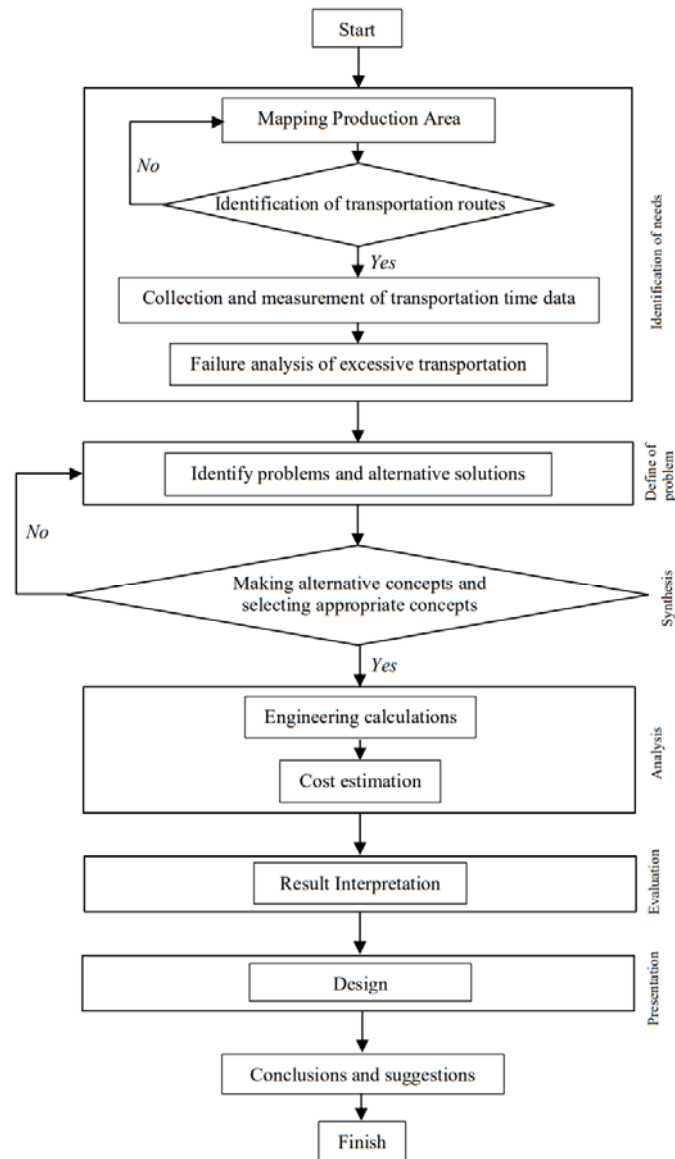 Start
Mapping Production Area
No
Identification of transportation routes
Yes
Collection and measurement of transportation time data
Failure analysis of excessive transportation
Identification of needs
Identify problems and alternative solutions
Define of
problem
No
Making alternative concepts and
selecting appropriate concepts
Synthesis
Yes
Engineering calculations
Cost estimation
Analysis
Result Interpretation
Evaluation
Design
Presentation
Conclusions and suggestions
Finish